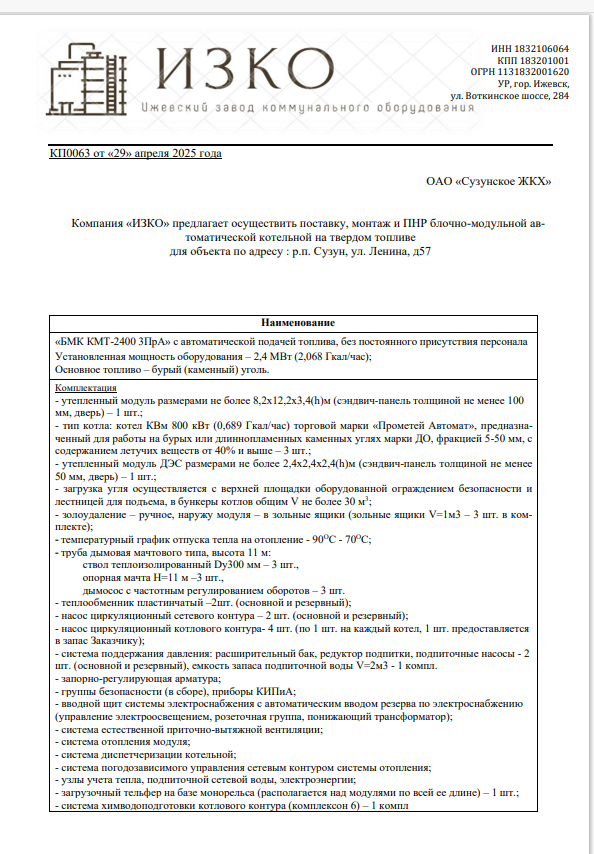 ИЗКО
Ижевский завод коммунального оборудования
ИНН 1832106064
КПП 183201001
ОГРН 1131832001620
УР, гор. Ижевск,
ул. Воткинское шоссе, 284
КП0063 от «29» апреля 2025 года
ОАО «Сузунское ЖКХ»
Компания «ИЗКО» предлагает осуществить поставку, монтаж и ПНР блочно-модульной ав-
томатической котельной на твердом топливе
для объекта по адресу : р.п. Сузун, ул. Ленина, д57
Наименование
«БМК КМТ-2400 ЗПрА» с автоматической подачей топлива, без постоянного присутствия персонала
Установленная мощность оборудования – 2,4 МВт (2,068 Гкал/час);
Основное топливо – бурый (каменный) уголь.
Комплектация
- утепленный модуль размерами не более 8,2х12,2х3,4(h)м (сэндвич-панель толщиной не менее 100
мм, дверь) – 1 шт.;
- тип котла: котел КВм 800 кВт (0,689 Гкал/час) торговой марки «Прометей Автомат», предназна-
ченный для работы на бурых или длиннопламенных каменных углях марки ДО, фракцией 5-50 мм, с
содержанием летучих веществ от 40% и выше – 3 шт.;
- утепленный модуль ДЭС размерами не более 2,4х2,4х2,4(h)м (сэндвич-панель толщиной не менее
50 мм, дверь) – 1 шт.;
- загрузка угля осуществляется с верхней площадки оборудованной ограждением безопасности и
лестницей для подъема, в бункеры котлов общим V не более 30 м³;
- золоудаление – ручное, наружу модуля – в зольные ящики (зольные ящики V=1м3 – 3 шт. в ком-
плекте);
- температурный график отпуска тепла на отопление - 90ᴼС - 70ᴼС;
- труба дымовая мачтового типа, высота 11 м:
ствол теплоизолированный Dy300 мм – 3 шт.,
опорная мачта Н=11 м –3 шт.,
дымосос с частотным регулированием оборотов – 3 шт.
- теплообменник пластинчатый –2шт. (основной и резервный);
- насос циркуляционный сетевого контура – 2 шт. (основной и резервный);
- насос циркуляционный котлового контура- 4 шт. (по 1 шт. на каждый котел, 1 шт. предоставляется
в запас Заказчику);
- система поддержания давления: расширительный бак, редуктор подпитки, подпиточные насосы - 2
шт. (основной и резервный), емкость запаса подпиточной воды V=2м3 - 1 компл.
- запорно-регулирующая арматура;
- группы безопасности (в сборе), приборы КИПиА;
- вводной щит системы электроснабжения с автоматическим вводом резерва по электроснабжению
(управление электроосвещением, розеточная группа, понижающий трансформатор);
- система естественной приточно-вытяжной вентиляции;
- система отопления модуля;
- система диспетчеризации котельной;
- система погодозависимого управления сетевым контуром системы отопления;
- узлы учета тепла, подпиточной сетевой воды, электроэнергии;
- загрузочный тельфер на базе монорельса (располагается над модулями по всей ее длине) – 1 шт.;
- система химводоподготовки котлового контура (комплексон 6) – 1 компл